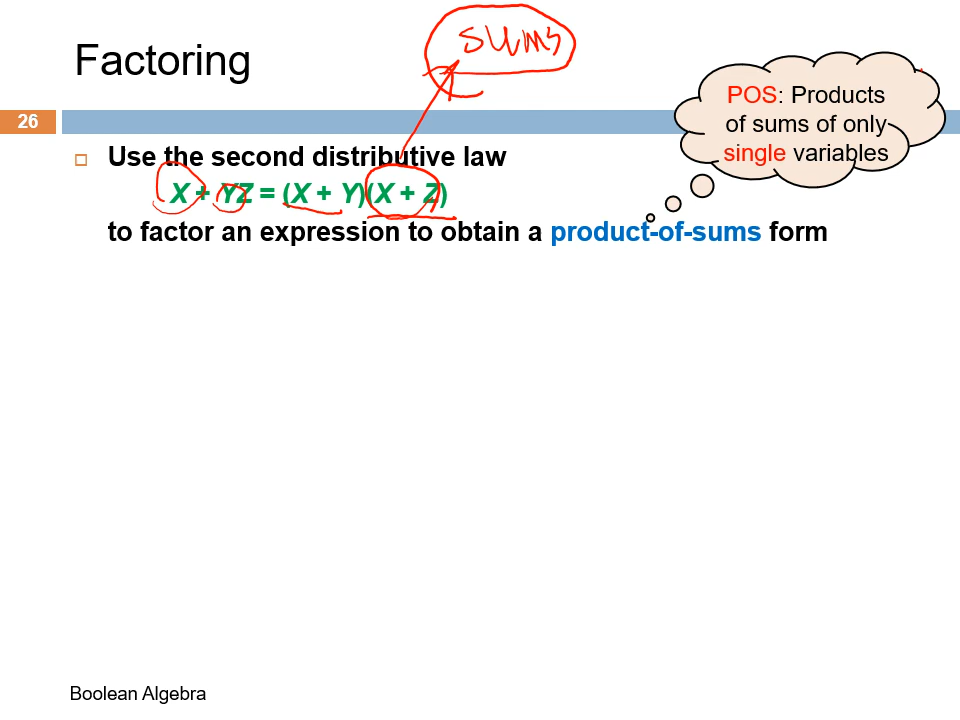 sums
Factoring
POS: Products
of sums of only
single variables
26
Use the second distributive law
X + YZ = (X + Y)(X + Z)
to factor an expression to obtain a product-of-sums form
Boolean Algebra